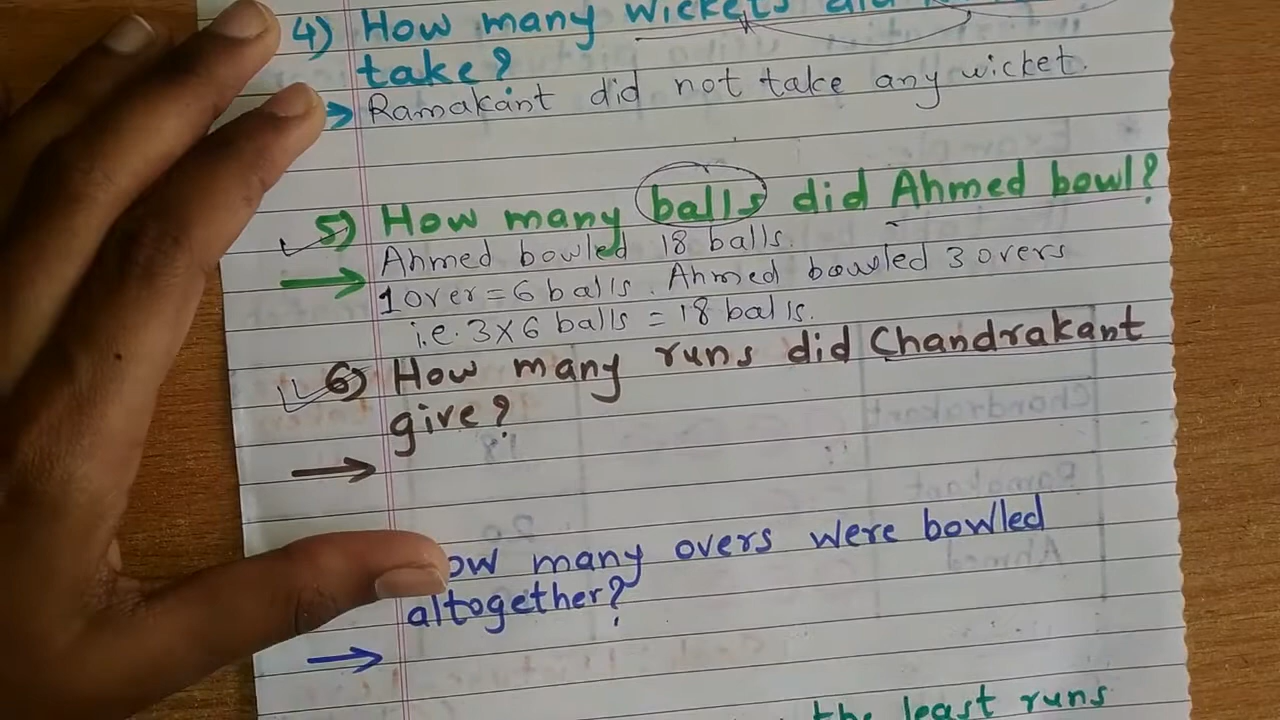 4) How many wickets did
take?
Ramakant did not take any wicket.
5) How many balls did Ahmed bowl?
Ahmed bowled 18 balls.
1 over = 6 balls. Ahmed bowled 3 overs
i.e. 3 X 6 balls = 18 balls.
6) How many runs did Chandrakant
give?
ow many overs were bowled
altogether?
the least runs